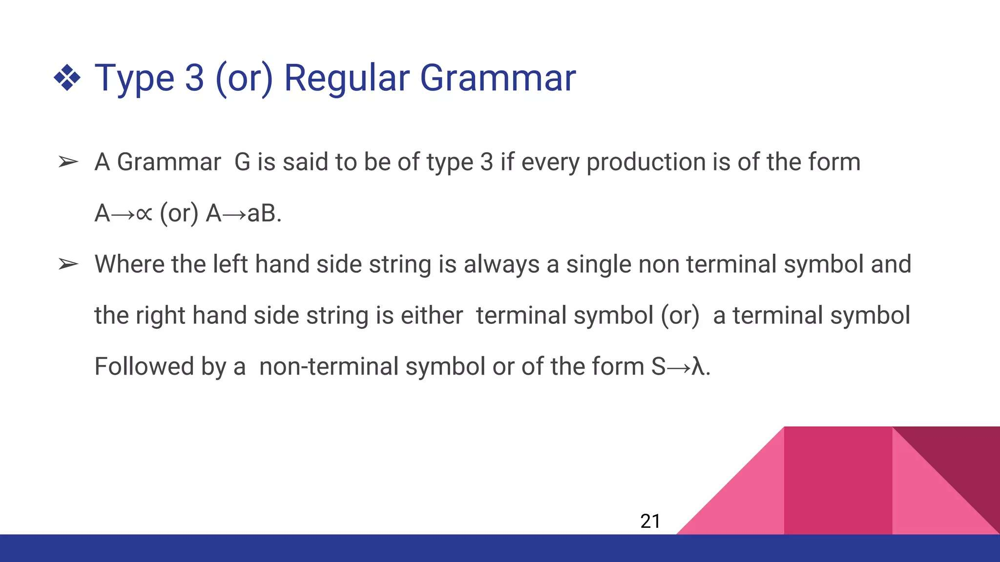 ❖ Type 3 (or) Regular Grammar
➢ A Grammar  G is said to be of type 3 if every production is of the form
A→∝ (or) A→aB.
➢ Where the left hand side string is always a single non terminal symbol and
the right hand side string is either  terminal symbol (or)  a terminal symbol
Followed by a  non-terminal symbol or of the form S→λ.
21